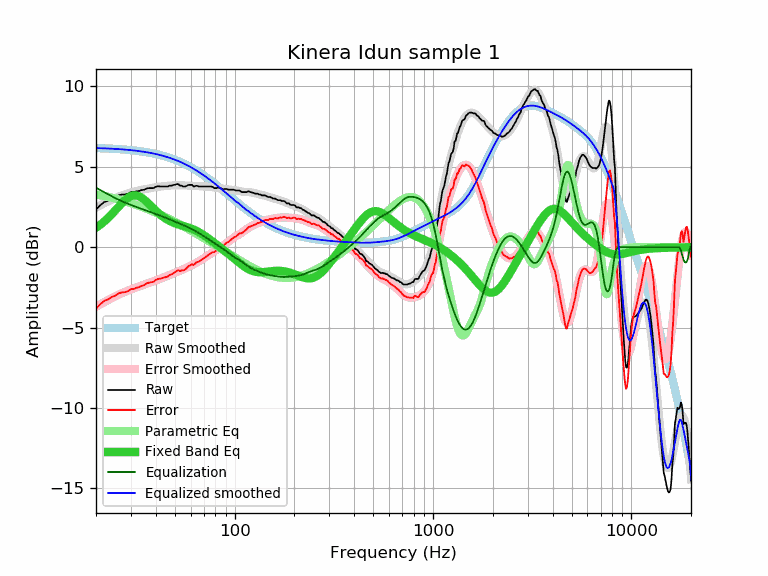 Kinera Idun sample 1
Amplitude (dBr)
10
5
0
−5
−10
−15
Target
Raw Smoothed
Error Smoothed
Raw
Error
Parametric Eq
Fixed Band Eq
Equalization
Equalized smoothed
100
1000
10000
Frequency (Hz)